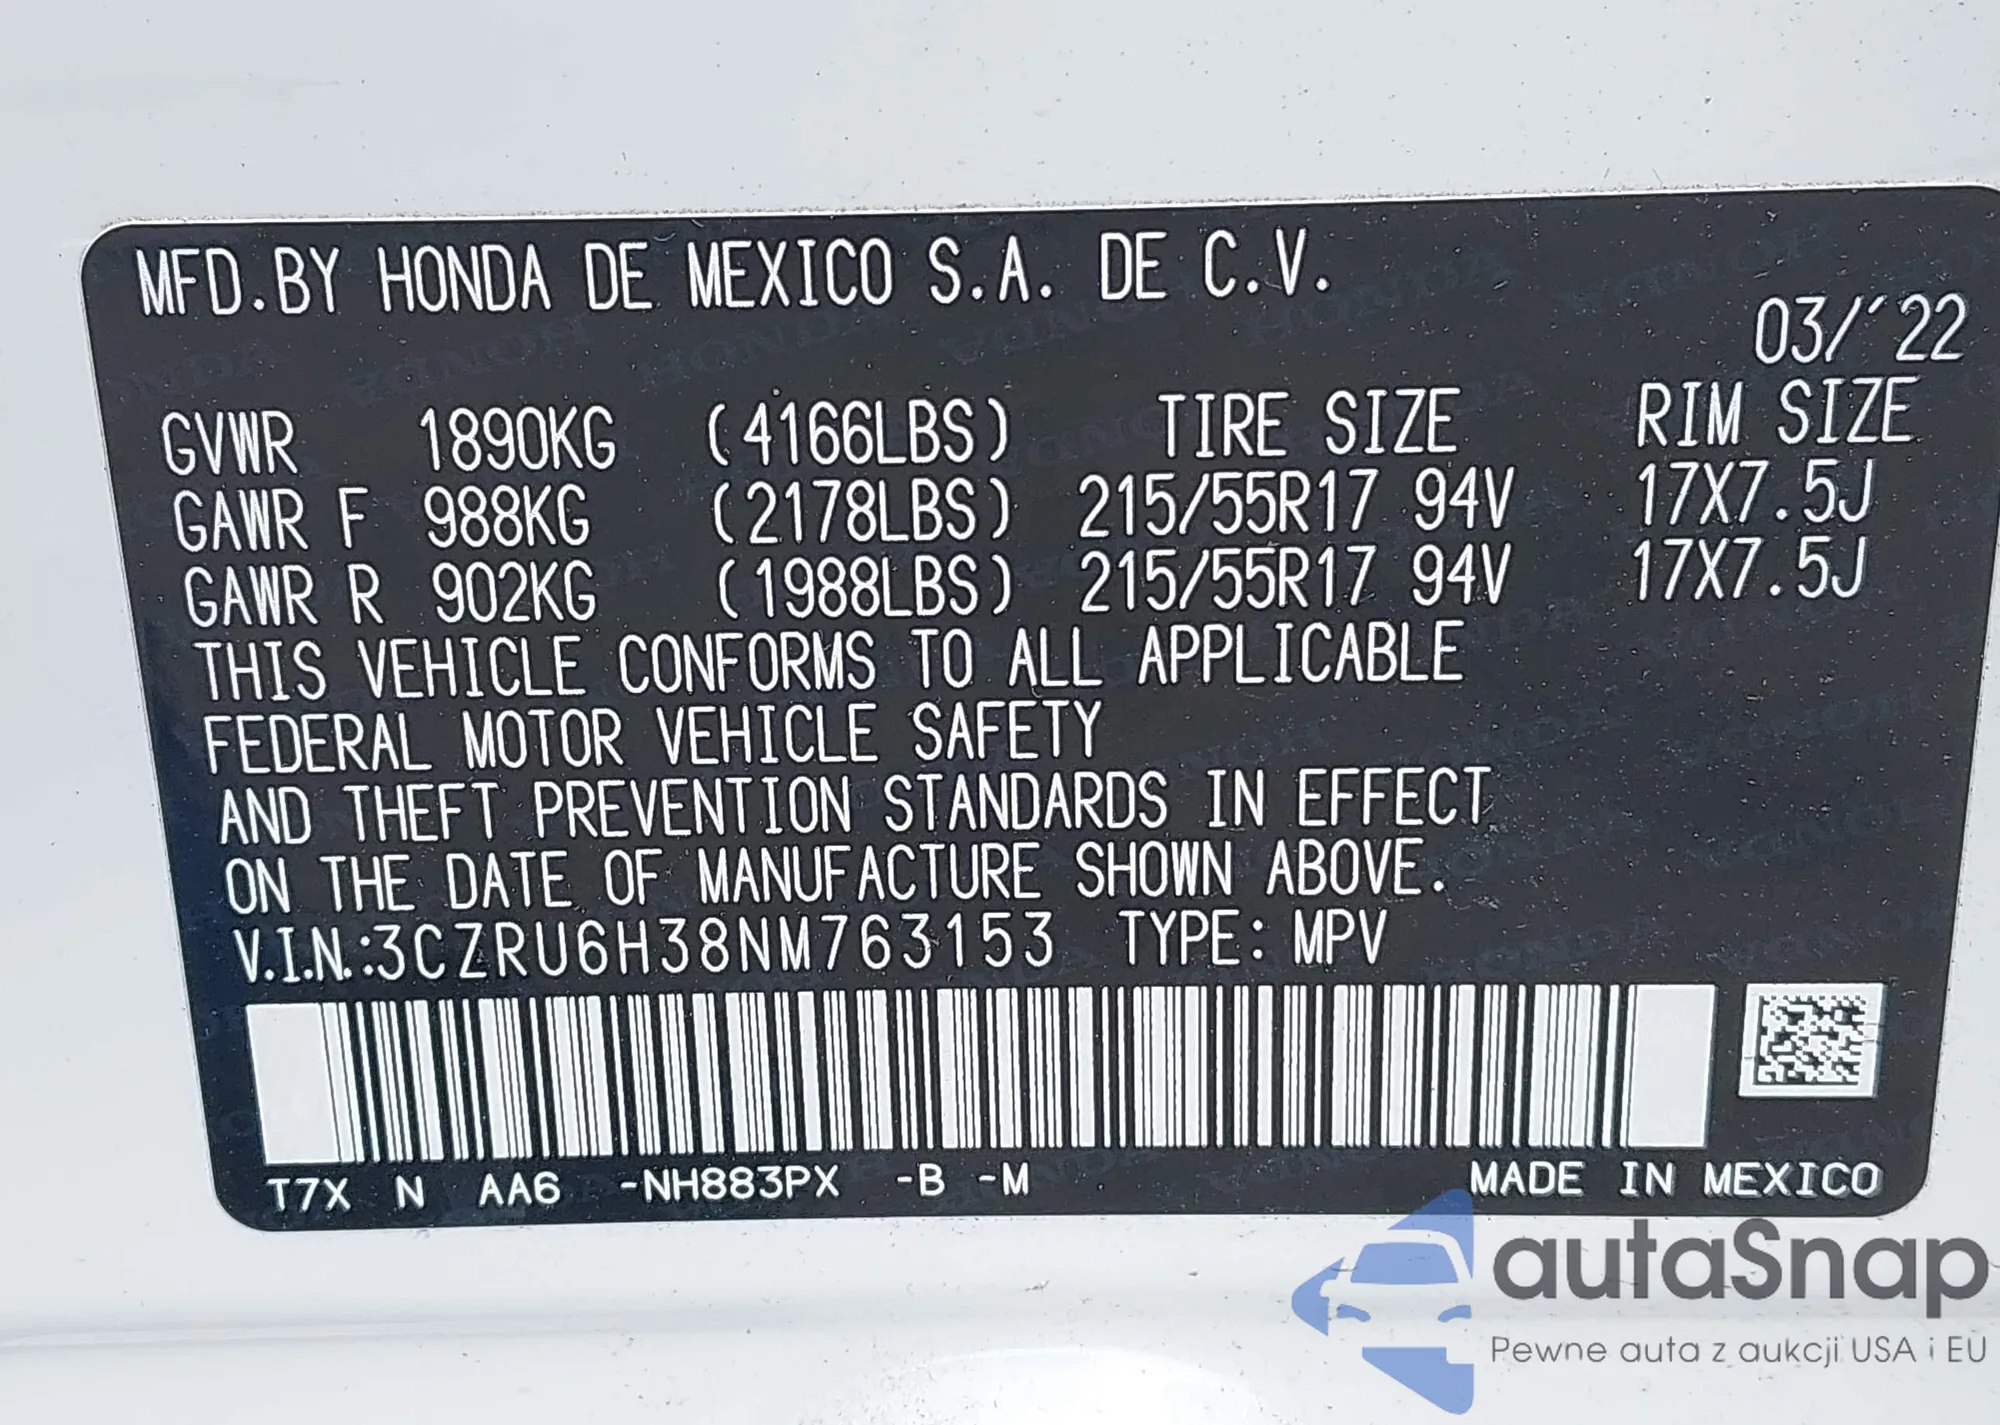 MFD.BY HONDA DE MEXICO S.A. DE C.V.
03/´22
GVWR 1890KG (4166LBS) TIRE SIZE RIM SIZE
GAWR F 988KG (2178LBS) 215/55R17 94V 17X7.5J
GAWR R 902KG (1988LBS) 215/55R17 94V 17X7.5J
THIS VEHICLE CONFORMS TO ALL APPLICABLE
FEDERAL MOTOR VEHICLE SAFETY
AND THEFT PREVENTION STANDARDS IN EFFECT
ON THE DATE OF MANUFACTURE SHOWN ABOVE.
V.I.N.:3CZRU6H38NM763153 TYPE: MPV
T7X N AA6 -NH883PX -B -M MADE IN MEXICO
autaSnap
Pewne auta z aukcji USA i EU